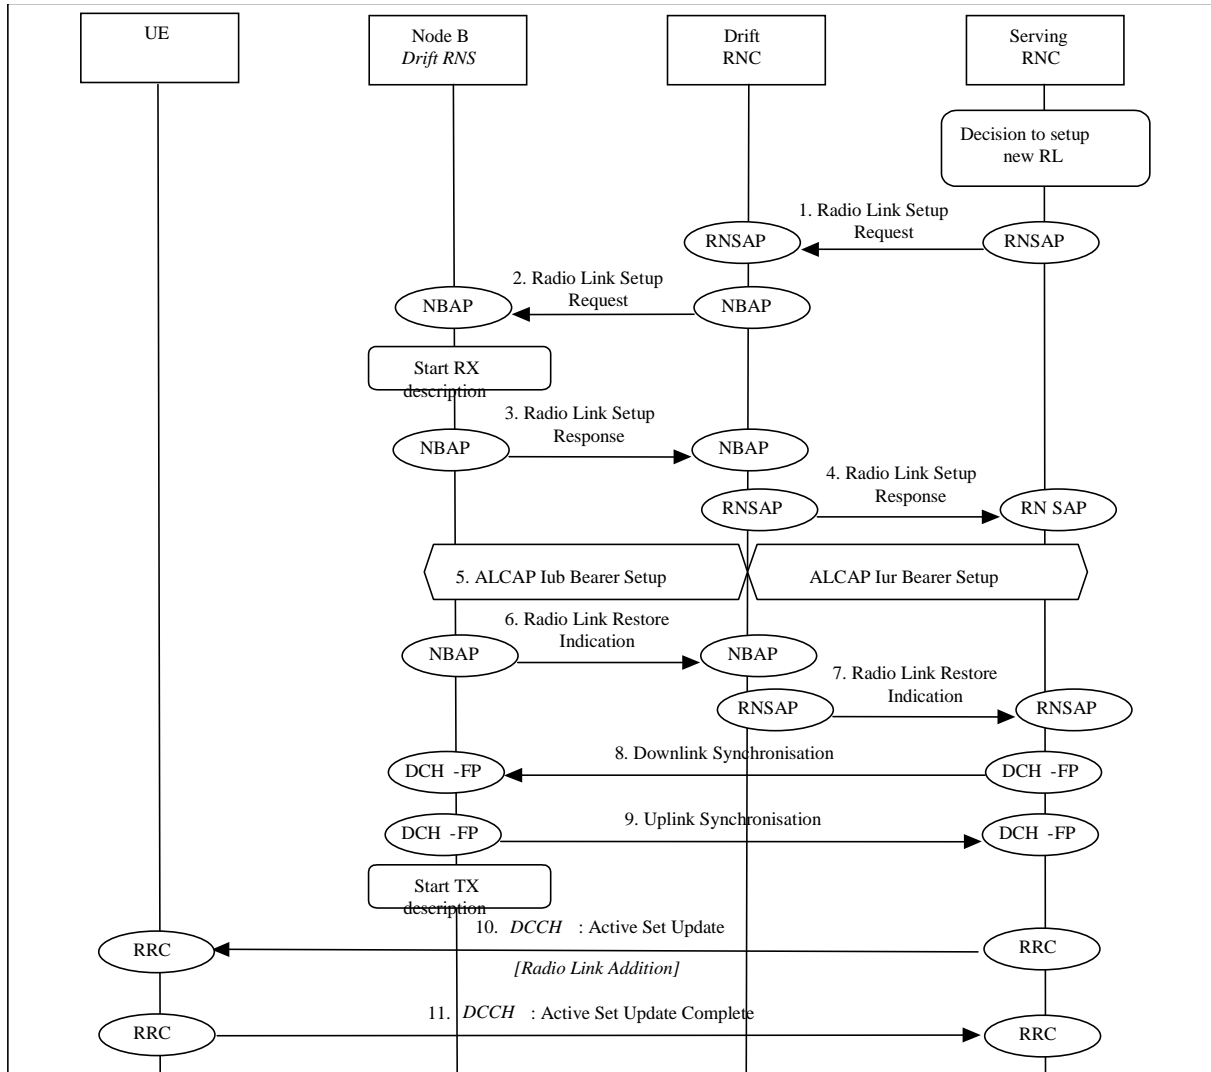 UE
Node B
Drift RNS
Drift
RNC
Serving
RNC
Decision to setup
new RL
1. Radio Link Setup
Request
RNSAP
RNSAP
2. Radio Link Setup
Request
NBAP
NBAP
Start RX
description
3. Radio Link Setup
Response
NBAP
NBAP
4. Radio Link Setup
Response
RNSAP
RN SAP
5. ALCAP Iub Bearer Setup
ALCAP Iur Bearer Setup
6. Radio Link Restore
Indication
NBAP
NBAP
7. Radio Link Restore
Indication
RNSAP
RNSAP
8. Downlink Synchronisation
DCH -FP
DCH -FP
9. Uplink Synchronisation
DCH -FP
DCH -FP
Start TX
description
10. DCCH : Active Set Update
RRC
RRC
[Radio Link Addition]
11. DCCH : Active Set Update Complete
RRC
RRC